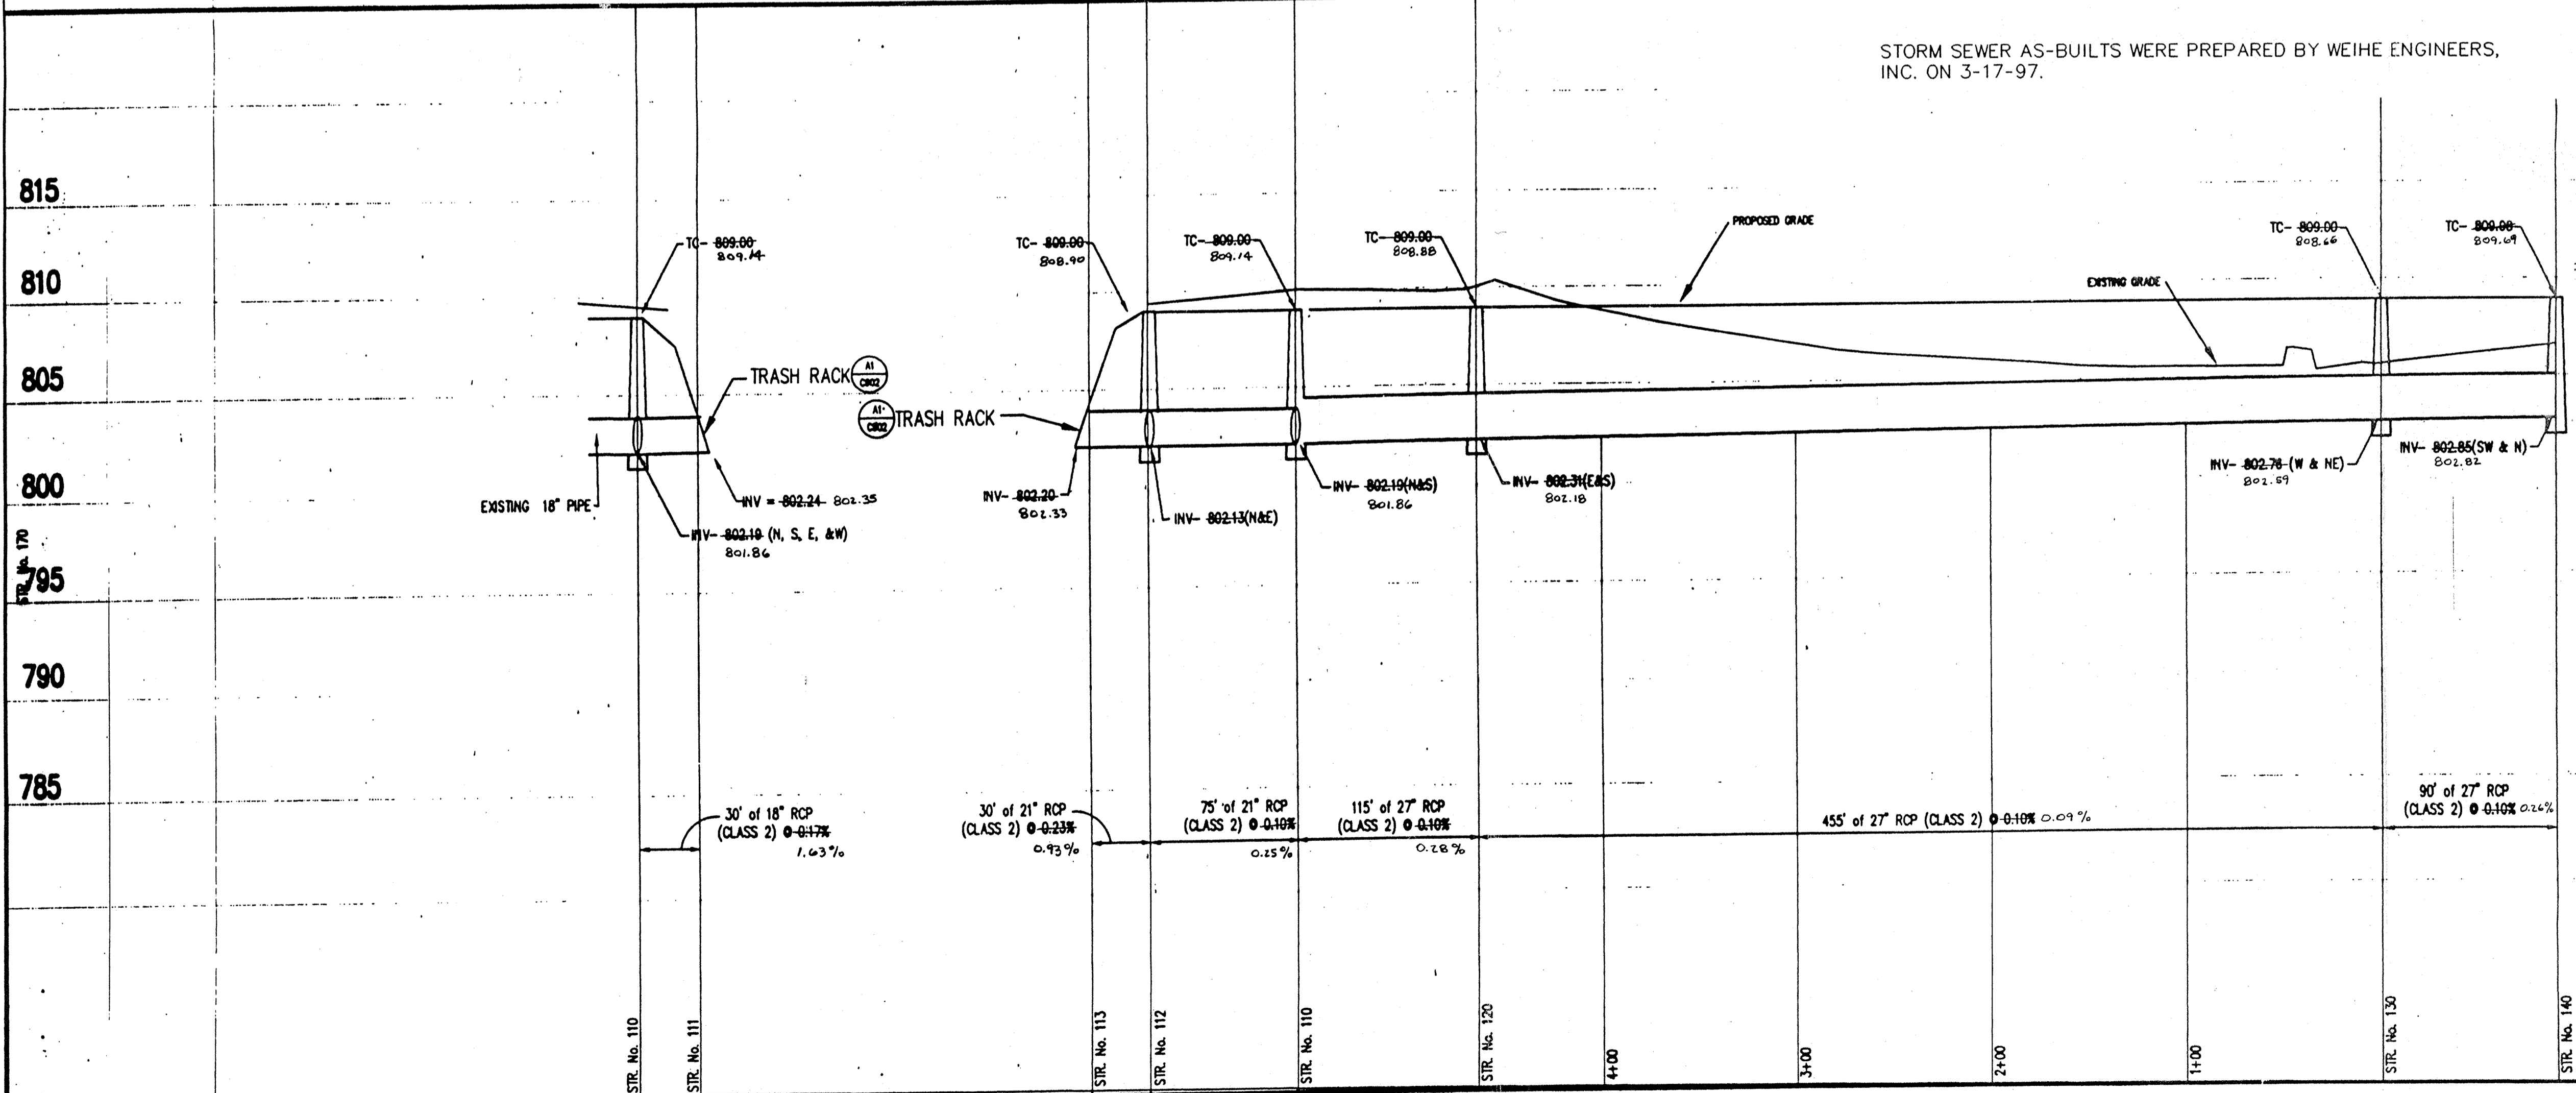 STORM SEWER AS-BUILTS WERE PREPARED BY WEIHE ENGINEERS,
INC. ON 3-17-97.
815
810
805
800
795
790
785
STR. No. 170
TC- 809.00
809.14
TC- 809.00
808.90
TC- 809.00
809.14
TC- 809.00
808.88
PROPOSED GRADE
EXISTING GRADE
TC- 809.00
808.66
TC- 809.00
809.69
TRASH RACK
A1
C802
A1
C802
TRASH RACK
EXISTING 18" PIPE
INV = 802.24 802.35
INV- 802.19 (N, S, E, &W)
801.86
INV- 802.20
802.33
INV- 802.13(N&E)
INV- 802.19(N&S)
801.86
INV- 802.31(E&S)
802.18
INV- 802.76 (W & NE)
802.59
INV- 802.85(SW & N)
802.82
30' of 18" RCP
(CLASS 2) @ 0.17%
1.63%
30' of 21" RCP
(CLASS 2) @ 0.23%
0.93%
75' of 21" RCP
(CLASS 2) @ 0.10%
0.25%
115' of 27" RCP
(CLASS 2) @ 0.10%
0.28%
455' of 27" RCP (CLASS 2) @ 0.10% 0.09%
90' of 27" RCP
(CLASS 2) @ 0.10% 0.26%
STR. No. 110
STR. No. 111
STR. No. 113
STR. No. 112
STR. No. 110
STR. No. 120
4+00
3+00
2+00
1+00
STR. No. 130
STR. No. 140